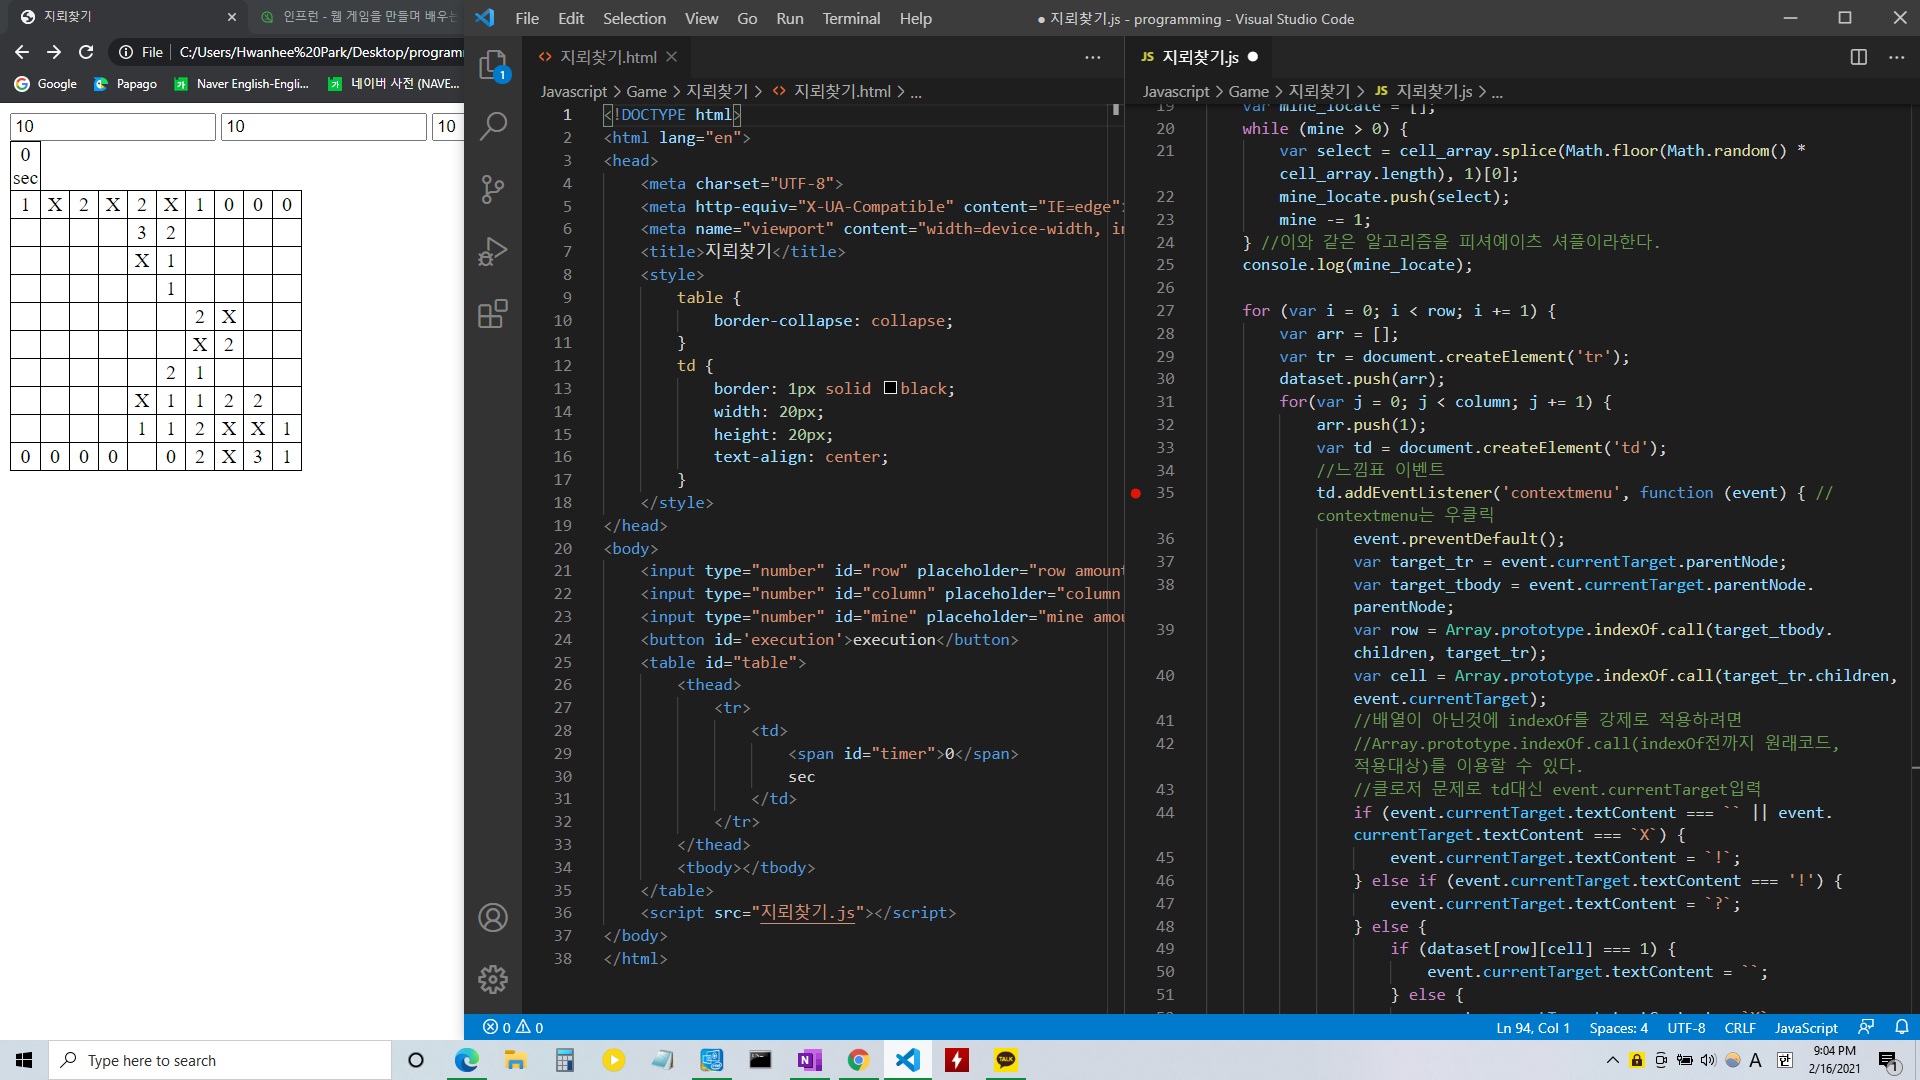 지뢰찾기
인프런 - 웹 게임을 만들며 배우는
File Edit Selection View Go Run Terminal Help
● 지뢰찾기.js - programming - Visual Studio Code
File C:/Users/Hwanhee%20Park/Desktop/programm
Google Papago Naver English-Engli... 네이버 사전 (NAVE...
10 10 10
0
sec
1 X 2 X 2 X 1 0 0 0
3 2
X 1
1
2 X
X 2
2 1
X 1 1 2 2
1 1 2 X X 1
0 0 0 0 0 2 X 3 1
1
지뢰찾기.html
Javascript > Game > 지뢰찾기 > 지뢰찾기.html > ...
1 <!DOCTYPE html>
2 <html lang="en">
3 <head>
4 <meta charset="UTF-8">
5 <meta http-equiv="X-UA-Compatible" content="IE=edge">
6 <meta name="viewport" content="width=device-width, in
7 <title>지뢰찾기</title>
8 <style>
9 table {
10 border-collapse: collapse;
11 }
12 td {
13 border: 1px solid black;
14 width: 20px;
15 height: 20px;
16 text-align: center;
17 }
18 </style>
19 </head>
20 <body>
21 <input type="number" id="row" placeholder="row amount
22 <input type="number" id="column" placeholder="column
23 <input type="number" id="mine" placeholder="mine amou
24 <button id='execution'>execution</button>
25 <table id="table">
26 <thead>
27 <tr>
28 <td>
29 <span id="timer">0</span>
30 sec
31 </td>
32 </tr>
33 </thead>
34 <tbody></tbody>
35 </table>
36 <script src="지뢰찾기.js"></script>
37 </body>
38 </html>
JS 지뢰찾기.js
Javascript > Game > 지뢰찾기 > JS 지뢰찾기.js > ...
19 var mine_locate = [];
20 while (mine > 0) {
21 var select = cell_array.splice(Math.floor(Math.random() *
cell_array.length), 1)[0];
22 mine_locate.push(select);
23 mine -= 1;
24 } //이와 같은 알고리즘을 피셔예이츠 셔플이라한다.
25 console.log(mine_locate);
26
27 for (var i = 0; i < row; i += 1) {
28 var arr = [];
29 var tr = document.createElement('tr');
30 dataset.push(arr);
31 for(var j = 0; j < column; j += 1) {
32 arr.push(1);
33 var td = document.createElement('td');
34 //느낌표 이벤트
35 td.addEventListener('contextmenu', function (event) { //
contextmenu는 우클릭
36 event.preventDefault();
37 var target_tr = event.currentTarget.parentNode;
38 var target_tbody = event.currentTarget.parentNode.
parentNode;
39 var row = Array.prototype.indexOf.call(target_tbody.
children, target_tr);
40 var cell = Array.prototype.indexOf.call(target_tr.children,
event.currentTarget);
41 //배열이 아닌것에 indexOf를 강제로 적용하려면
42 //Array.prototype.indexOf.call(indexOf전까지 원래코드,
적용대상)를 이용할 수 있다.
43 //클로저 문제로 td대신 event.currentTarget입력
44 if (event.currentTarget.textContent === `` || event.
currentTarget.textContent === `X`) {
45 event.currentTarget.textContent = `!`;
46 } else if (event.currentTarget.textContent === '!') {
47 event.currentTarget.textContent = `?`;
48 } else {
49 if (dataset[row][cell] === 1) {
50 event.currentTarget.textContent = ``;
51 } else {
0 0
Ln 94, Col 1 Spaces: 4 UTF-8 CRLF JavaScript
Type here to search
TALK
A 한
9:04 PM
2/16/2021
1